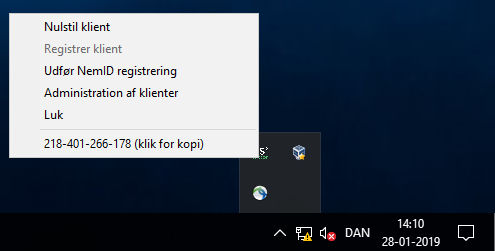 Nulstil klient
Registrer klient
Udfør NemID registrering
Administration af klienter
Luk
218-401-266-178 (klik for kopi)
DAN
14:10
28-01-2019